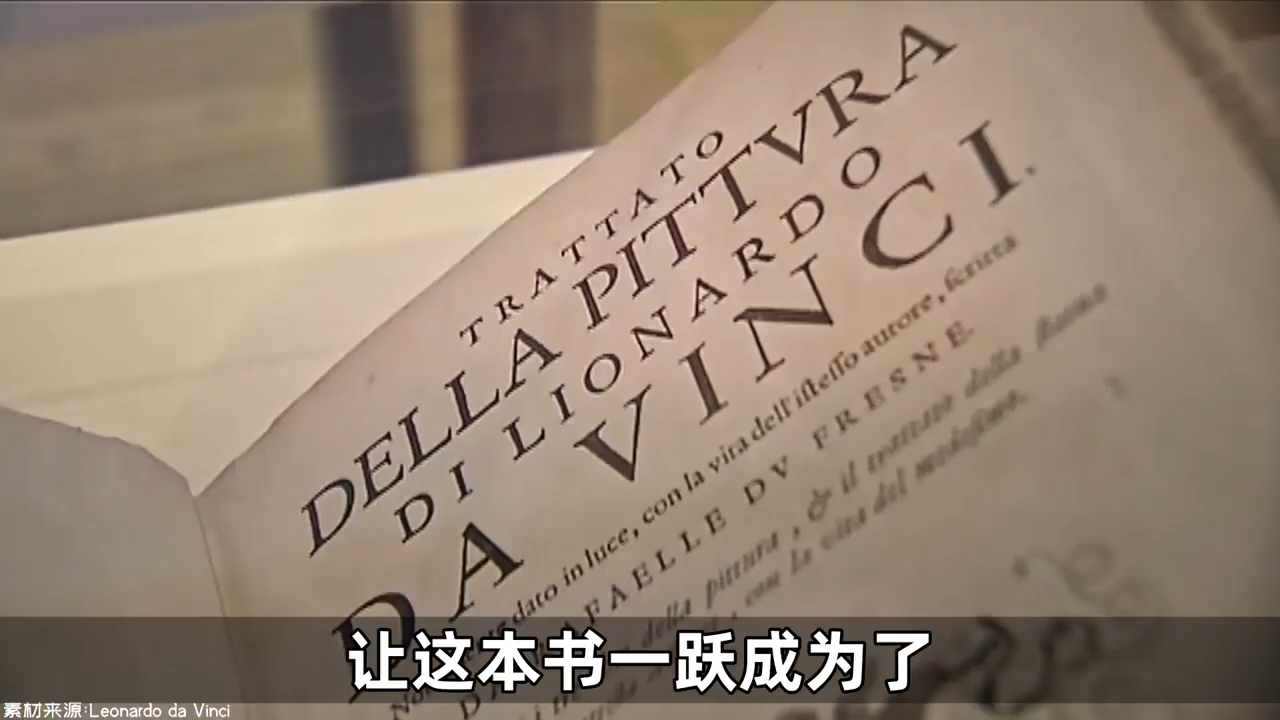 TRATTATO
DELLA PITTVRA
DI LIONARDO
DA VINCI.
dato in luce, con la vita dell'istesso autore, scritta
DV FRESNE
della pittura, & il trattato della statua
, con la vita del medesimo.
让这本书一跃成为了
素材来源:Leonardo da Vinci